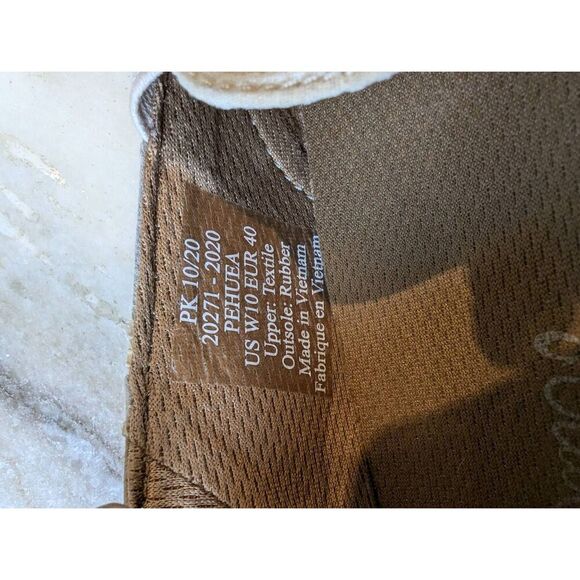 PK 10/20
20271 - 2020
PEHUEA
US W10 EUR 40
Upper: Textile
Outsole: Rubber
Made in Vietnam
Fabrique en Vietnam